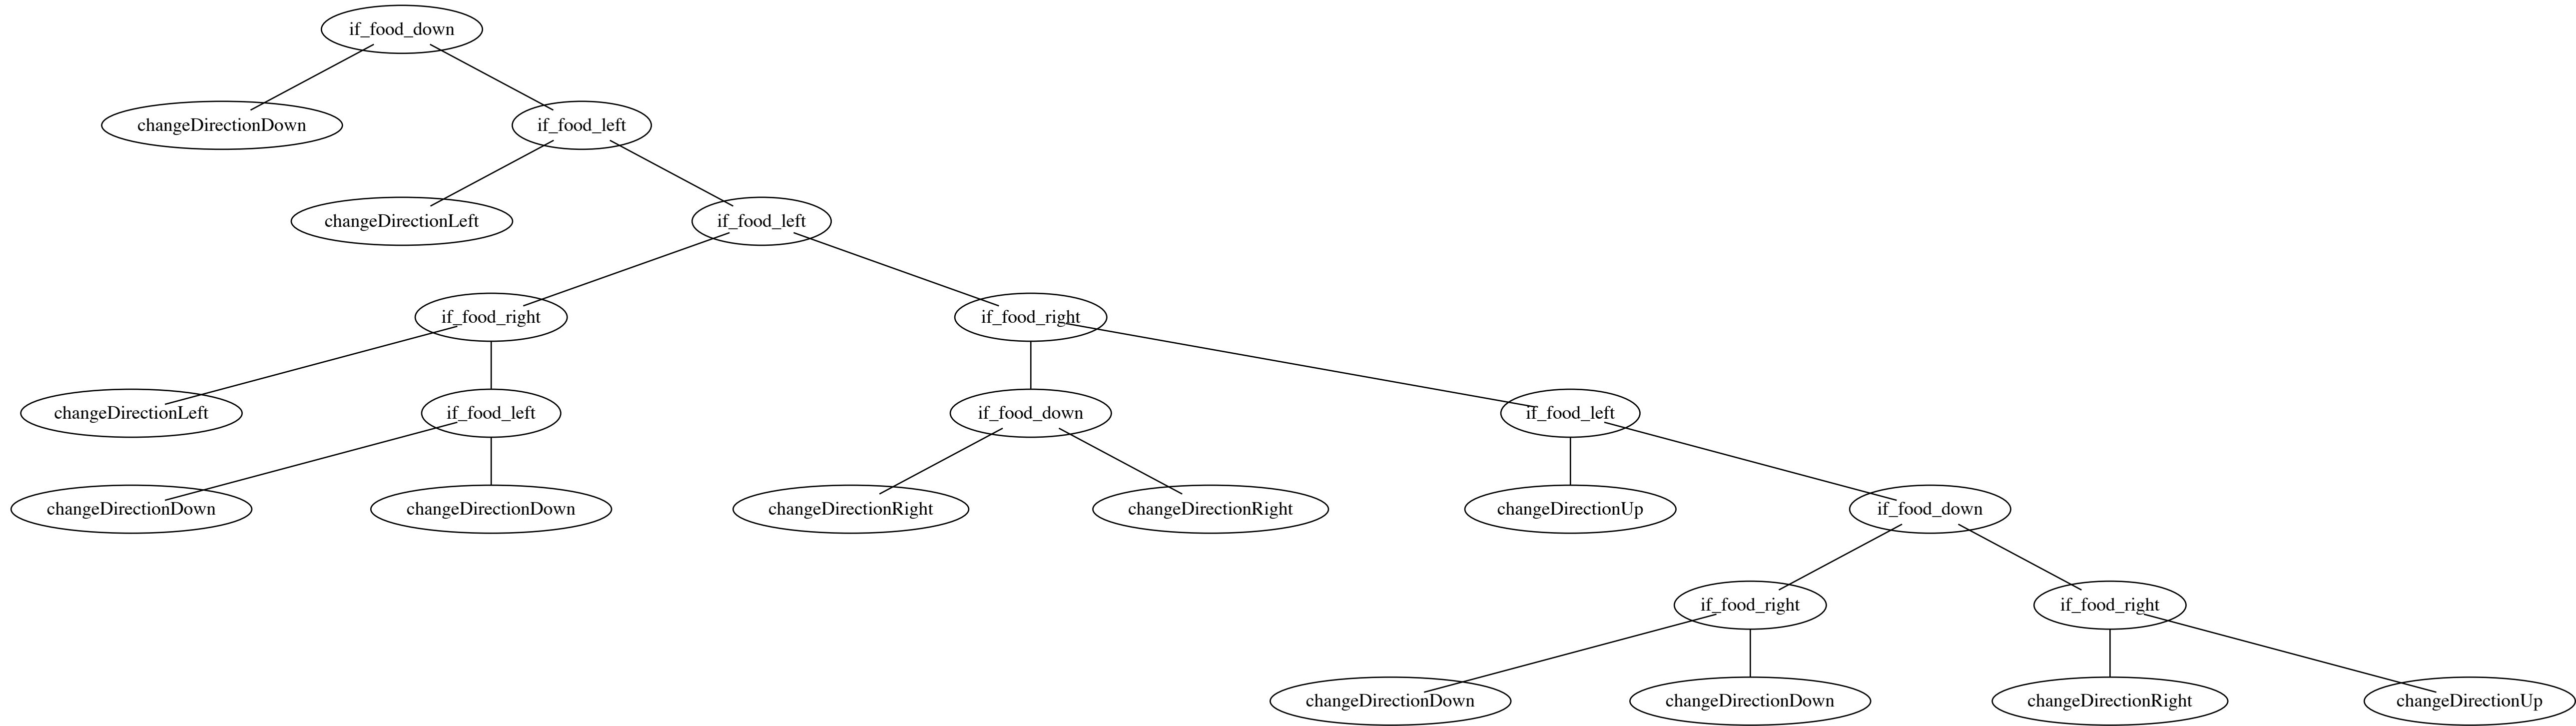 if_food_down
changeDirectionDown
if_food_left
changeDirectionLeft
if_food_left
if_food_right
if_food_right
changeDirectionLeft
if_food_left
if_food_down
if_food_left
changeDirectionDown
changeDirectionDown
changeDirectionRight
changeDirectionRight
changeDirectionUp
if_food_down
if_food_right
if_food_right
changeDirectionDown
changeDirectionDown
changeDirectionRight
changeDirectionUp